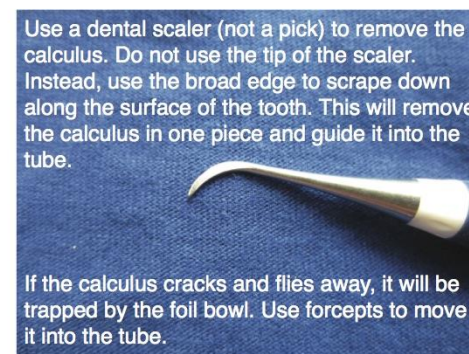 Use a dental scaler (not a pick) to remove the
calculus. Do not use the tip of the scaler.
Instead, use the broad edge to scrape down
along the surface of the tooth. This will remove
the calculus in one piece and guide it into the
tube.
If the calculus cracks and flies away, it will be
trapped by the foil bowl. Use forcepts to move
it into the tube.